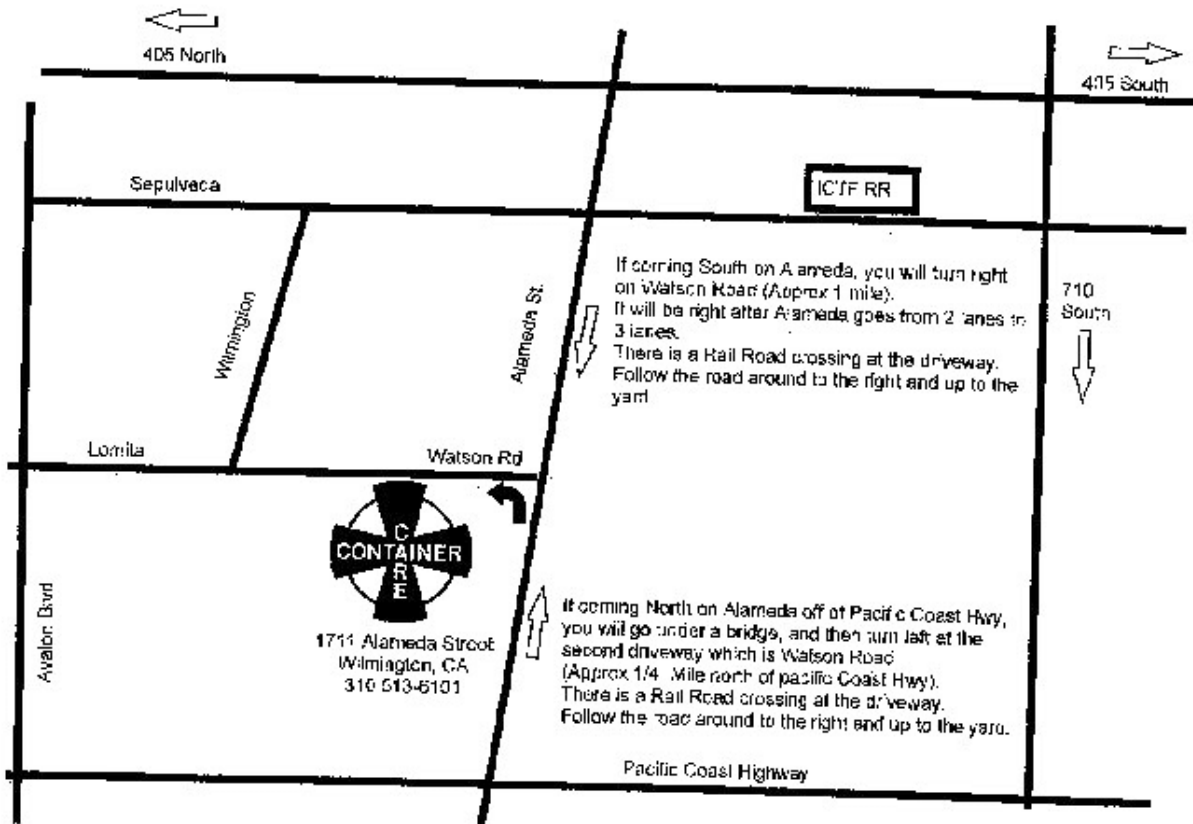 405 North
405 South
Sepulveda
ICTF RR
If coming South on Alameda, you will turn right
on Watson Road (Approx 1 mile).
It will be right after Alameda goes from 2 lanes to
3 lanes.
There is a Rail Road crossing at the driveway.
Follow the road around to the right and up to the
yard
710
South
Wilmington
Alameda St.
Lomita
Watson Rd
CONTAINER
CARE
1711 Alameda Street
Wilmington, CA
310 513-6101
Avalon Blvd
If coming North on Alameda off of Pacific Coast Hwy,
you will go under a bridge, and then turn left at the
second driveway which is Watson Road
(Approx 1/4 Mile north of pacific Coast Hwy).
There is a Rail Road crossing at the driveway.
Follow the road around to the right and up to the yard.
Pacific Coast Highway